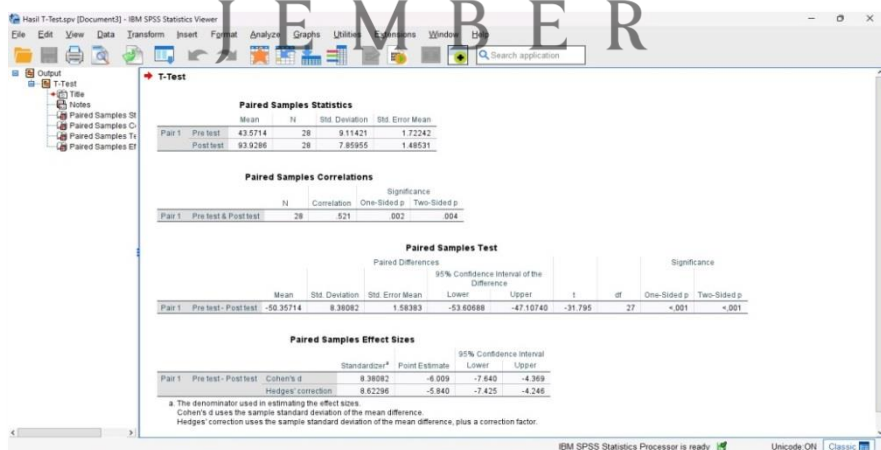 JEMBER
Hasil T-Test.spv [Document3] - IBM SPSS Statistics Viewer
File Edit View Data Transform Insert Format Analyze Graphs Utilities Extensions Window Help
Search application
Output
T-Test
Title
Notes
Paired Samples St
Paired Samples Co
Paired Samples Te
Paired Samples Ef
T-Test
Paired Samples Statistics
Mean N Std. Deviation Std. Error Mean
Pair 1 Pre test 43.5714 28 9.11421 1.72242
Post test 93.9286 28 7.85955 1.48531
Paired Samples Correlations
Significance
N Correlation One-Sided p Two-Sided p
Pair 1 Pre test & Post test 28 .521 .002 .004
Paired Samples Test
Paired Differences Significance
95% Confidence Interval of the
Difference
Mean Std. Deviation Std. Error Mean Lower Upper t df One-Sided p Two-Sided p
Pair 1 Pre test - Post test -50.35714 8.38082 1.58383 -53.60688 -47.10740 -31.795 27 <,001 <,001
Paired Samples Effect Sizes
95% Confidence Interval
Standardizerª Point Estimate Lower Upper
Pair 1 Pre test - Post test Cohen's d 8.38082 -6.009 -7.640 -4.369
Hedges' correction 8.62296 -5.840 -7.425 -4.246
a. The denominator used in estimating the effect sizes.
Cohen's d uses the sample standard deviation of the mean difference.
Hedges' correction uses the sample standard deviation of the mean difference, plus a correction factor.
IBM SPSS Statistics Processor is ready Unicode:ON Classic